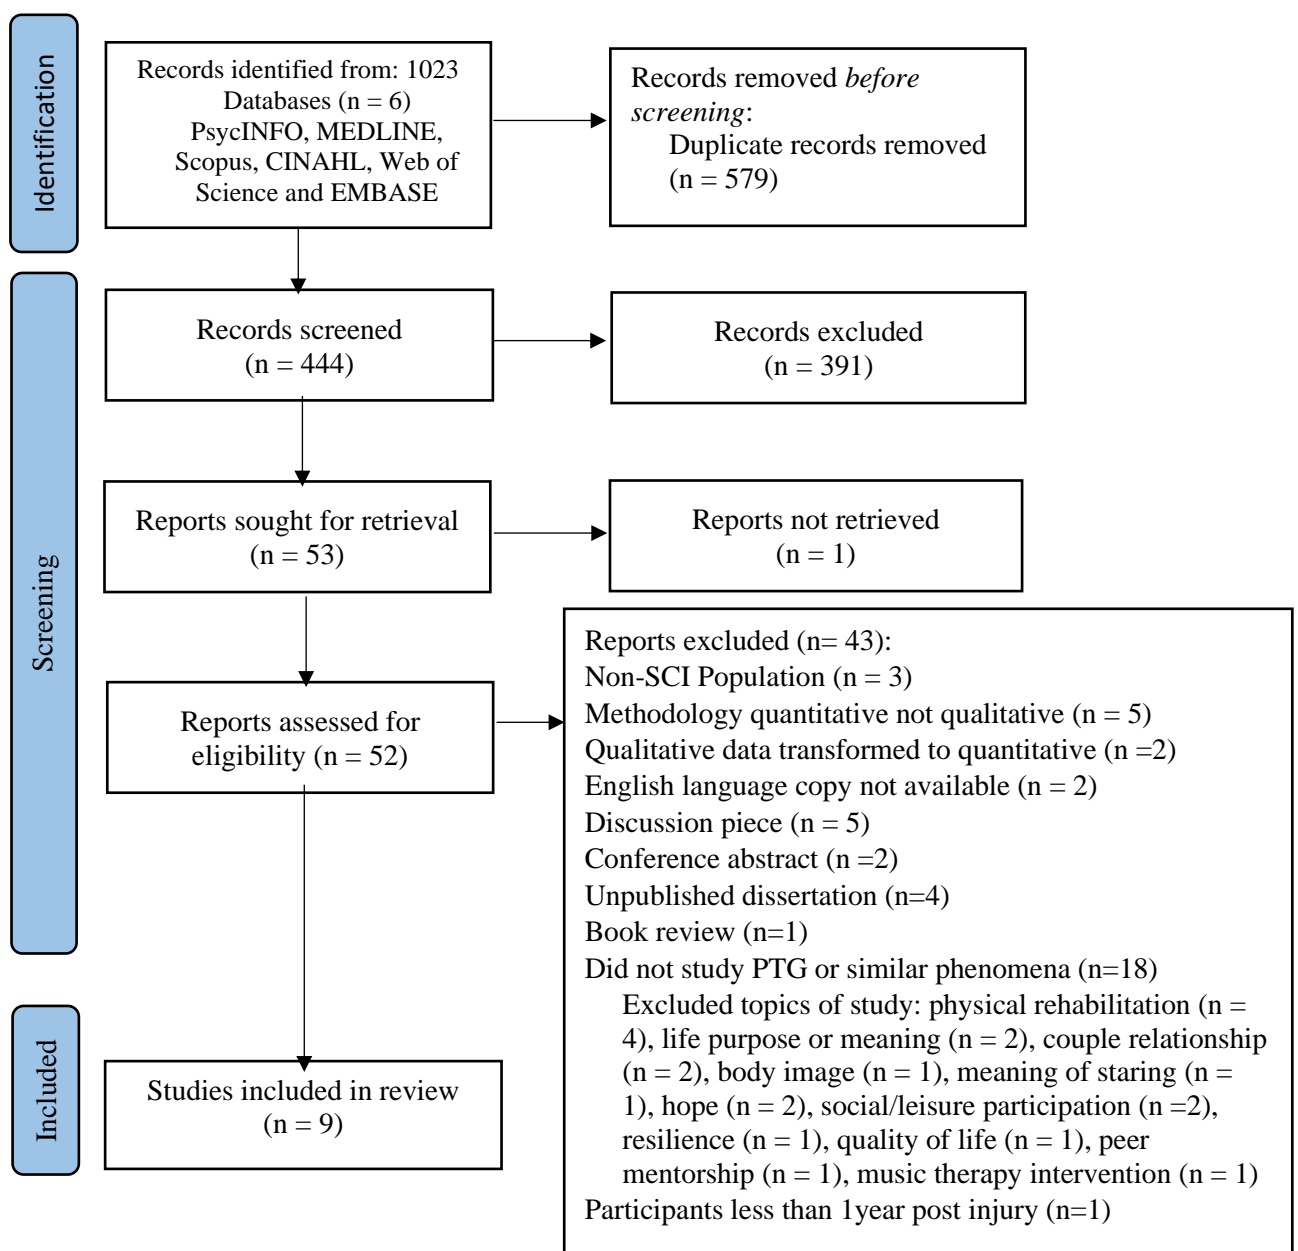 Identification
Records identified from: 1023
Databases (n = 6)
PsycINFO, MEDLINE,
Scopus, CINAHL, Web of
Science and EMBASE
Records removed before
screening:
Duplicate records removed
(n = 579)
Screening
Records screened
(n = 444)
Records excluded
(n = 391)
Reports sought for retrieval
(n = 53)
Reports not retrieved
(n = 1)
Reports assessed for
eligibility (n = 52)
Reports excluded (n= 43):
Non-SCI Population (n = 3)
Methodology quantitative not qualitative (n = 5)
Qualitative data transformed to quantitative (n =2)
English language copy not available (n = 2)
Discussion piece (n = 5)
Conference abstract (n =2)
Unpublished dissertation (n=4)
Book review (n=1)
Did not study PTG or similar phenomena (n=18)
Excluded topics of study: physical rehabilitation (n =
4), life purpose or meaning (n = 2), couple relationship
(n = 2), body image (n = 1), meaning of staring (n =
1), hope (n = 2), social/leisure participation (n =2),
resilience (n = 1), quality of life (n = 1), peer
mentorship (n = 1), music therapy intervention (n = 1)
Participants less than 1year post injury (n=1)
Included
Studies included in review
(n = 9)